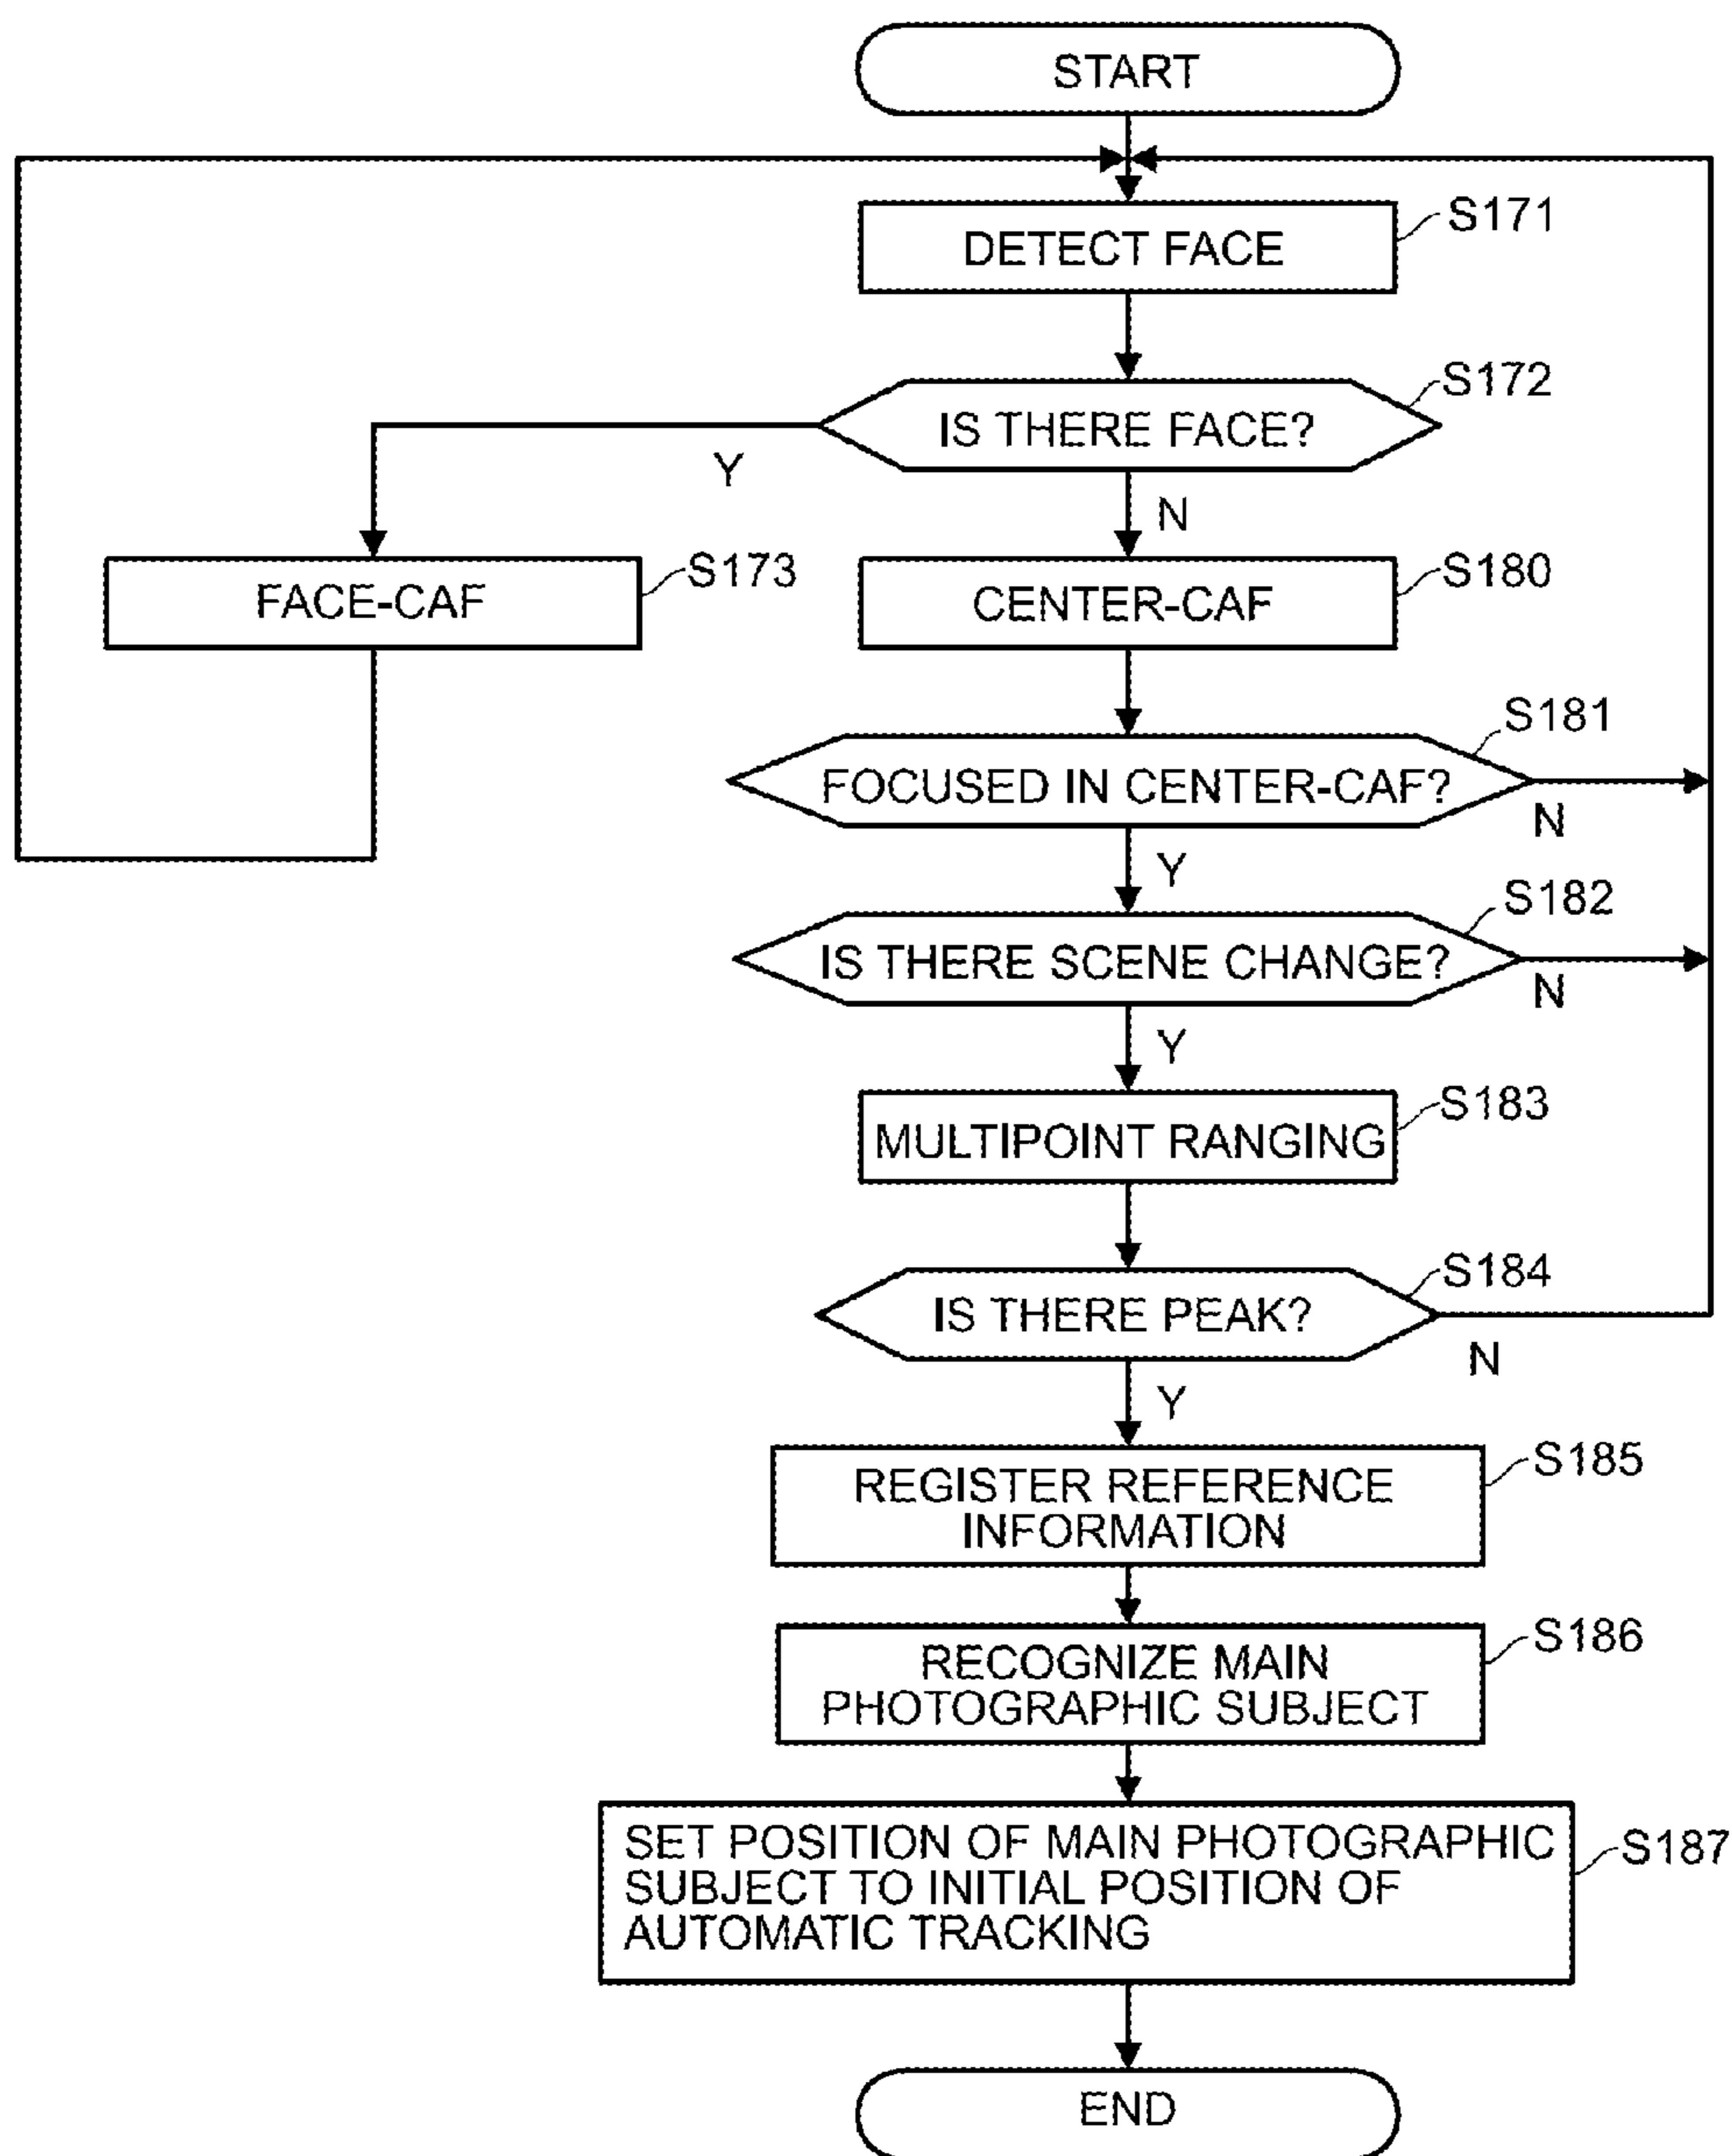 START
DETECT FACE
S171
IS THERE FACE?
S172
Y
N
FACE-CAF
S173
CENTER-CAF
S180
FOCUSED IN CENTER-CAF?
S181
N
Y
IS THERE SCENE CHANGE?
S182
N
Y
MULTIPOINT RANGING
S183
IS THERE PEAK?
S184
N
Y
REGISTER REFERENCE
INFORMATION
S185
RECOGNIZE MAIN
PHOTOGRAPHIC SUBJECT
S186
SET POSITION OF MAIN PHOTOGRAPHIC
SUBJECT TO INITIAL POSITION OF
AUTOMATIC TRACKING
S187
END